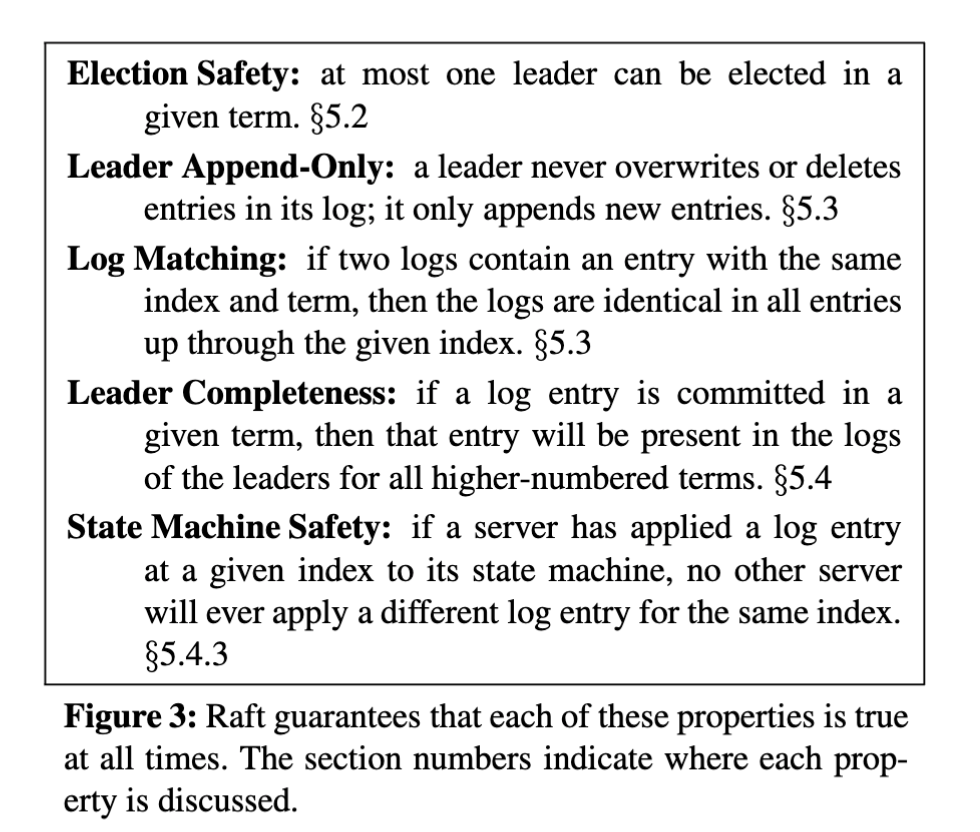 Election Safety: at most one leader can be elected in a
given term. §5.2
Leader Append-Only: a leader never overwrites or deletes
entries in its log; it only appends new entries. §5.3
Log Matching: if two logs contain an entry with the same
index and term, then the logs are identical in all entries
up through the given index. §5.3
Leader Completeness: if a log entry is committed in a
given term, then that entry will be present in the logs
of the leaders for all higher-numbered terms. §5.4
State Machine Safety: if a server has applied a log entry
at a given index to its state machine, no other server
will ever apply a different log entry for the same index.
§5.4.3
Figure 3: Raft guarantees that each of these properties is true
at all times. The section numbers indicate where each prop-
erty is discussed.